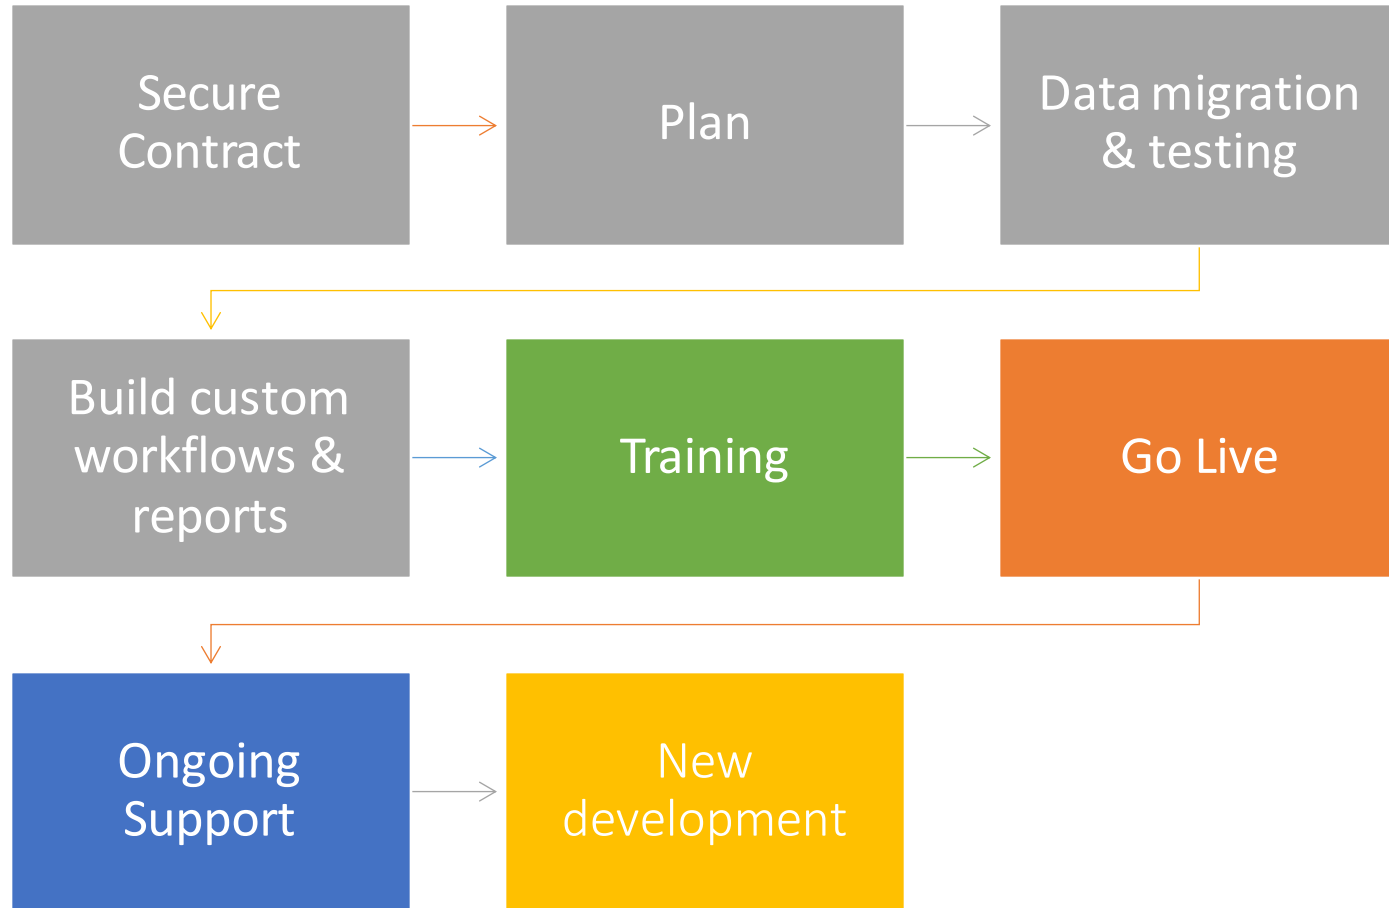 Secure
Contract
Plan
Data migration
& testing
Build custom
workflows &
reports
Training
Go Live
Ongoing
Support
New
development